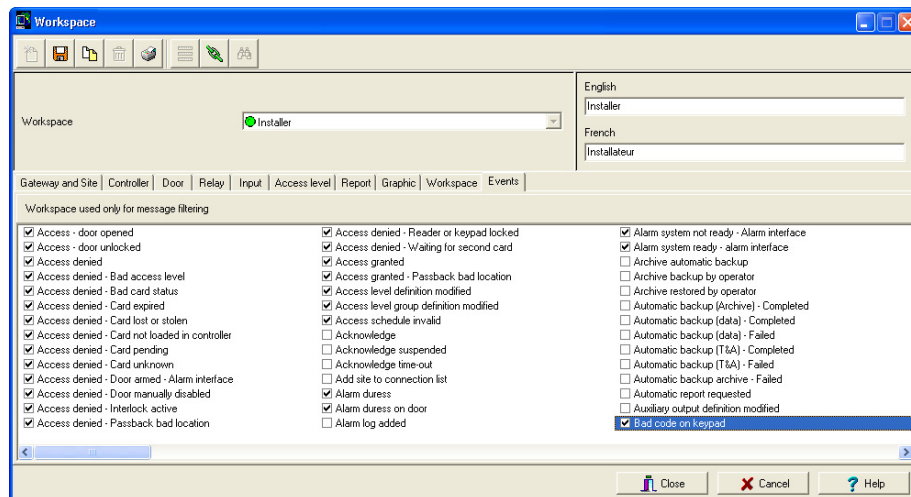 Workspace
English
Installer
Workspace
Installer
French
Installateur
Gateway and Site Controller Door Relay Input Access level Report Graphic Workspace Events
Workspace used only for message filtering
Access - door opened
Access - door unlocked
Access denied
Access denied - Bad access level
Access denied - Bad card status
Access denied - Card expired
Access denied - Card lost or stolen
Access denied - Card not loaded in controller
Access denied - Card pending
Access denied - Card unknown
Access denied - Door armed - Alarm interface
Access denied - Door manually disabled
Access denied - Interlock active
Access denied - Passback bad location
Access denied - Reader or keypad locked
Access denied - Waiting for second card
Access granted
Access granted - Passback bad location
Access level definition modified
Access level group definition modified
Access schedule invalid
Acknowledge
Acknowledge suspended
Acknowledge time-out
Add site to connection list
Alarm duress
Alarm duress on door
Alarm log added
Alarm system not ready - Alarm interface
Alarm system ready - alarm interface
Archive automatic backup
Archive backup by operator
Archive restored by operator
Automatic backup (Archive) - Completed
Automatic backup (data) - Completed
Automatic backup (data) - Failed
Automatic backup (T&A) - Completed
Automatic backup (T&A) - Failed
Automatic backup archive - Failed
Automatic report requested
Auxiliary output definition modified
Bad code on keypad
Close Cancel Help